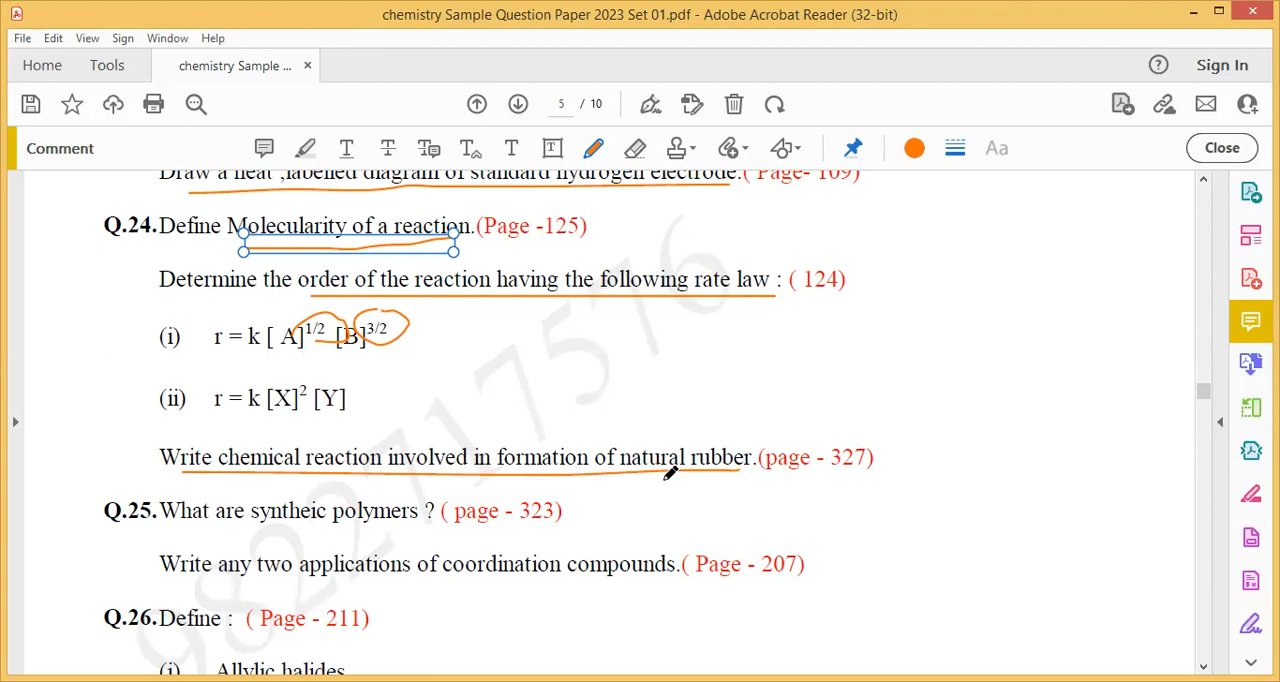 chemistry Sample Question Paper 2023 Set 01.pdf - Adobe Acrobat Reader (32-bit)
File Edit View Sign Window Help
Home Tools chemistry Sample ... × ? Sign In
5 / 10
Comment T T T T T T Aa Close
Draw a neat ,labelled diagram of standard hydrogen electrode.( Page- 109)
Q.24.Define Molecularity of a reaction.(Page -125)
Determine the order of the reaction having the following rate law : ( 124)
(i) r = k [ A]1/2 [B]3/2
(ii) r = k [X]2 [Y]
Write chemical reaction involved in formation of natural rubber.(page - 327)
Q.25.What are syntheic polymers ? ( page - 323)
Write any two applications of coordination compounds.( Page - 207)
Q.26.Define : ( Page - 211)
(i) Allylic halides
9822717576